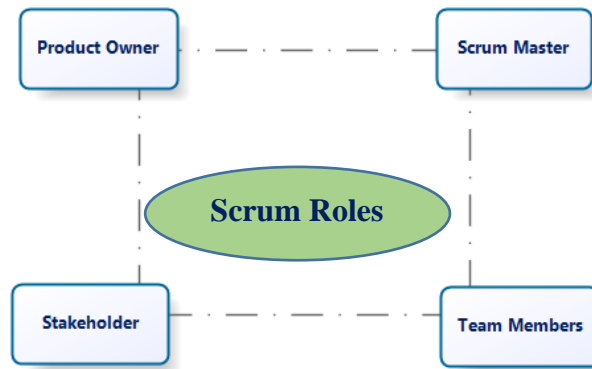 Product Owner
Scrum Master
Scrum Roles
Stakeholder
Team Members